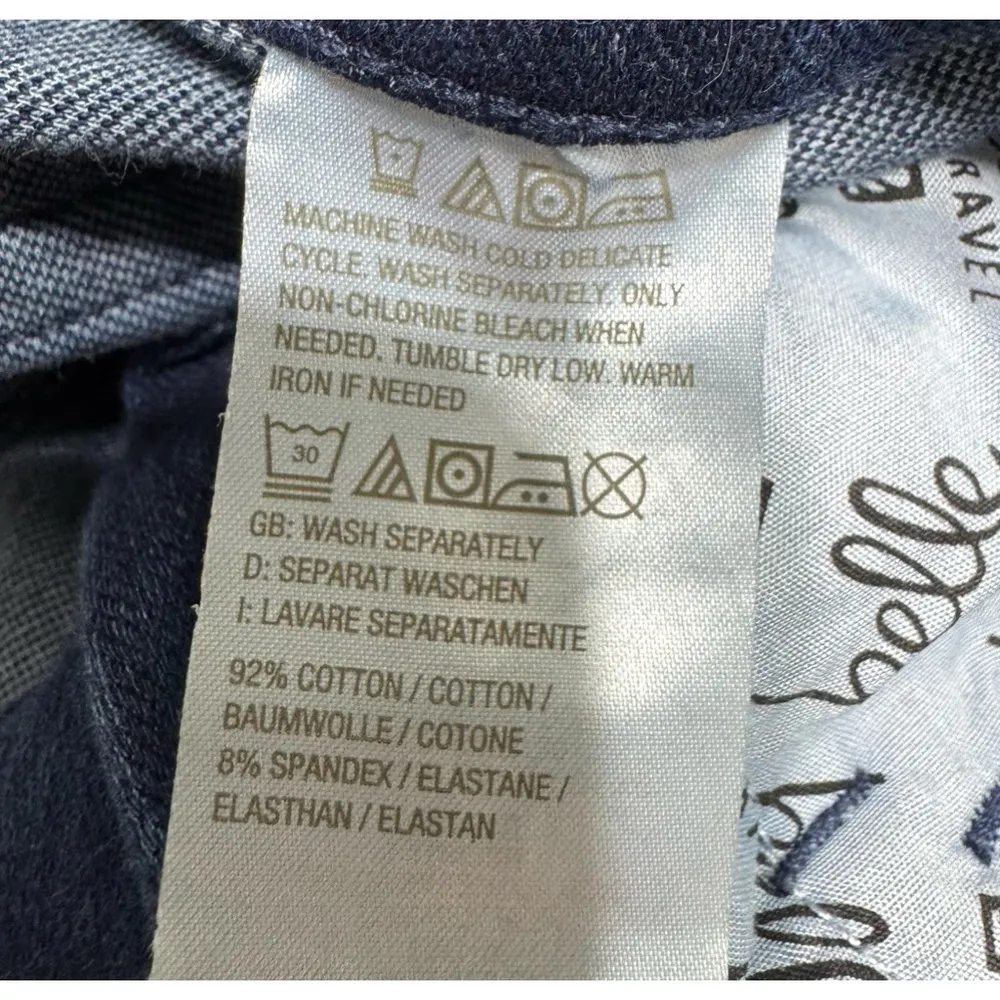 MACHINE WASH COLD DELICATE
CYCLE. WASH SEPARATELY. ONLY
NON-CHLORINE BLEACH WHEN
NEEDED. TUMBLE DRY LOW. WARM
IRON IF NEEDED
30
GB: WASH SEPARATELY
D: SEPARAT WASCHEN
I: LAVARE SEPARATAMENTE
92% COTTON / COTTON /
BAUMWOLLE / COTONE
8% SPANDEX / ELASTANE /
ELASTHAN / ELASTAN
RAVEL
belle